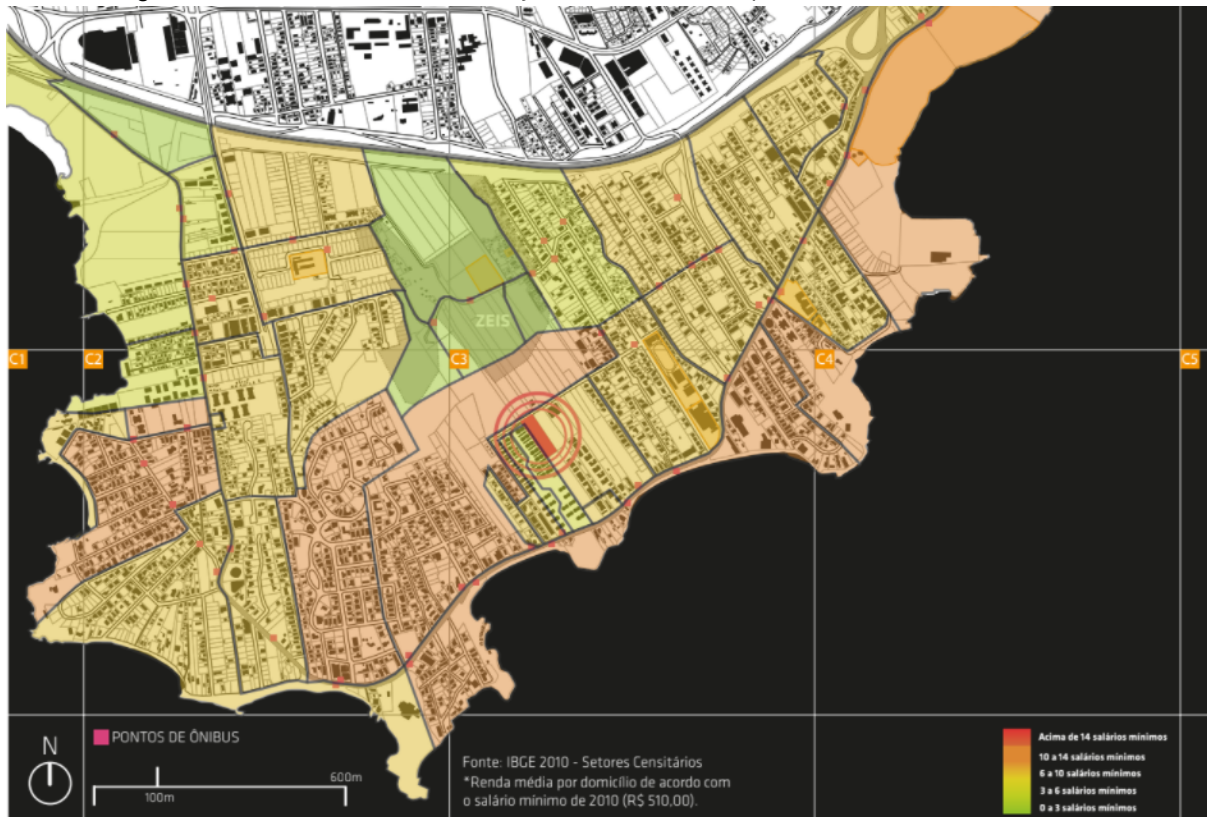 ZEIS
C1
C2
C3
C4
C5
N
PONTOS DE ÔNIBUS
100m
600m
Fonte: IBGE 2010 - Setores Censitários
*Renda média por domicílio de acordo com
o salário mínimo de 2010 (R$ 510,00).
Acima de 14 salários mínimos
10 a 14 salários mínimos
6 a 10 salários mínimos
3 a 6 salários mínimos
0 a 3 salários mínimos